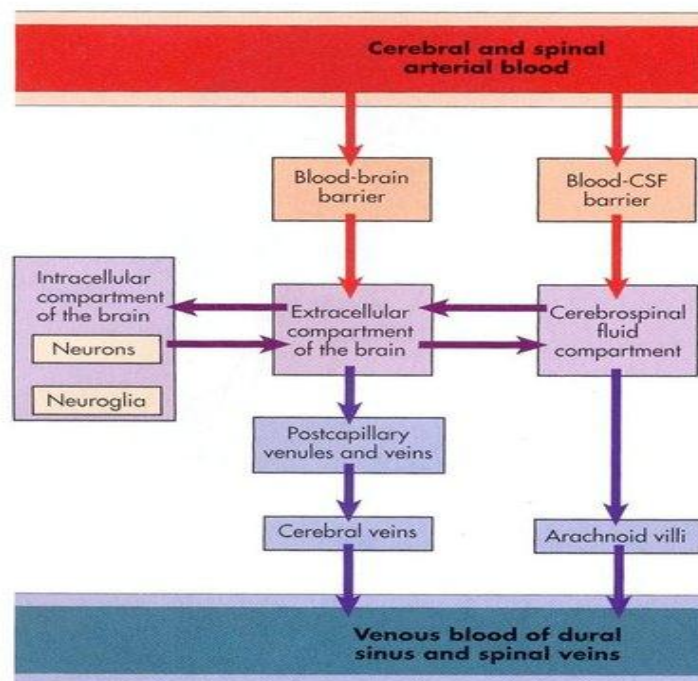 Cerebral and spinal
arterial blood
Blood-brain
barrier
Blood-CSF
barrier
Intracellular
compartment
of the brain
Neurons
Neuroglia
Extracellular
compartment
of the brain
Cerebrospinal
fluid
compartment
Postcapillary
venules and veins
Cerebral veins
Arachnoid villi
Venous blood of dural
sinus and spinal veins